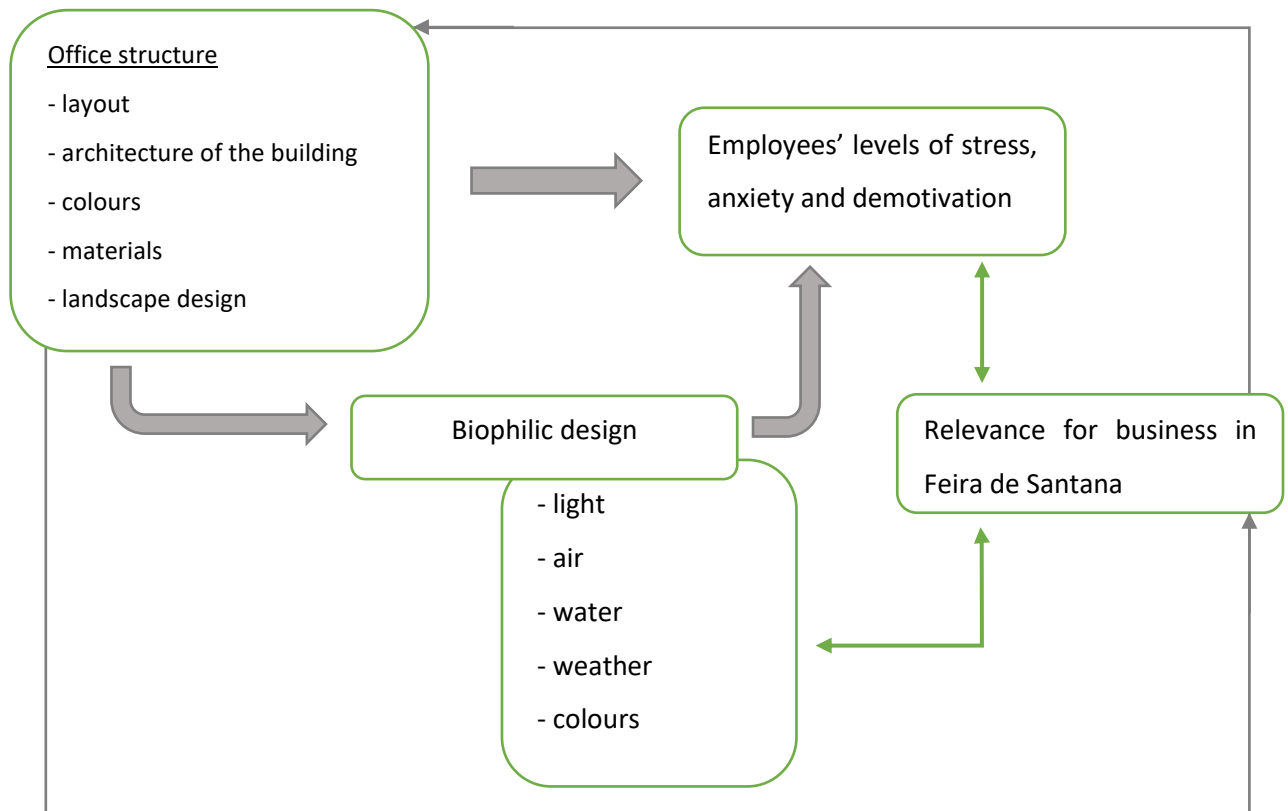 Office structure
- layout
- architecture of the building
- colours
- materials
- landscape design
Employees’ levels of stress,
anxiety and demotivation
Biophilic design
- light
- air
- water
- weather
- colours
Relevance for business in
Feira de Santana